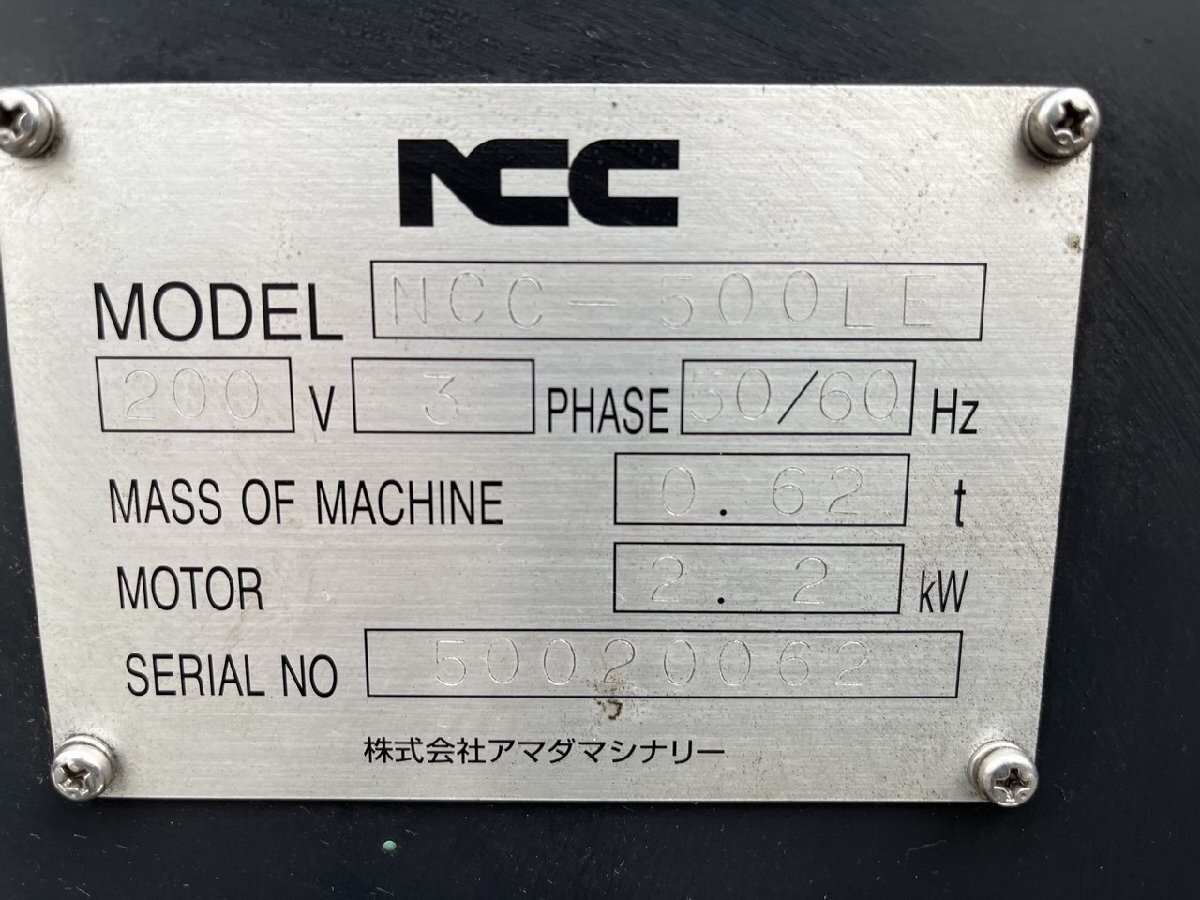 NCC
MODEL NCC-500LE
200 V 3 PHASE 50/60 Hz
MASS OF MACHINE 0.62 t
MOTOR 2.2 kW
SERIAL NO 50020062
株式会社アマダマシナリー